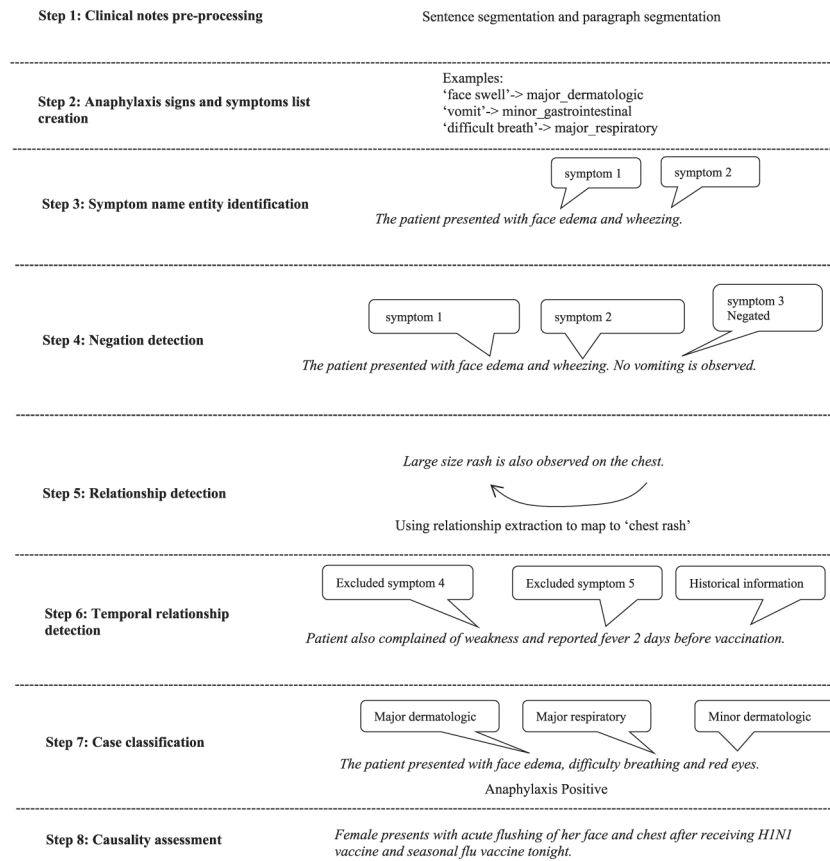 Step 1: Clinical notes pre-processing
Sentence segmentation and paragraph segmentation
Step 2: Anaphylaxis signs and symptoms list
creation
Examples:
‘face swell’-> major_dermatologic
‘vomit’-> minor_gastrointestinal
‘difficult breath’-> major_respiratory
Step 3: Symptom name entity identification
symptom 1
symptom 2
The patient presented with face edema and wheezing.
Step 4: Negation detection
symptom 1
symptom 2
symptom 3
Negated
The patient presented with face edema and wheezing. No vomiting is observed.
Step 5: Relationship detection
Large size rash is also observed on the chest.
Using relationship extraction to map to ‘chest rash’
Step 6: Temporal relationship
detection
Excluded symptom 4
Excluded symptom 5
Historical information
Patient also complained of weakness and reported fever 2 days before vaccination.
Step 7: Case classification
Major dermatologic
Major respiratory
Minor dermatologic
The patient presented with face edema, difficulty breathing and red eyes.
Anaphylaxis Positive
Step 8: Causality assessment
Female presents with acute flushing of her face and chest after receiving H1N1
vaccine and seasonal flu vaccine tonight.